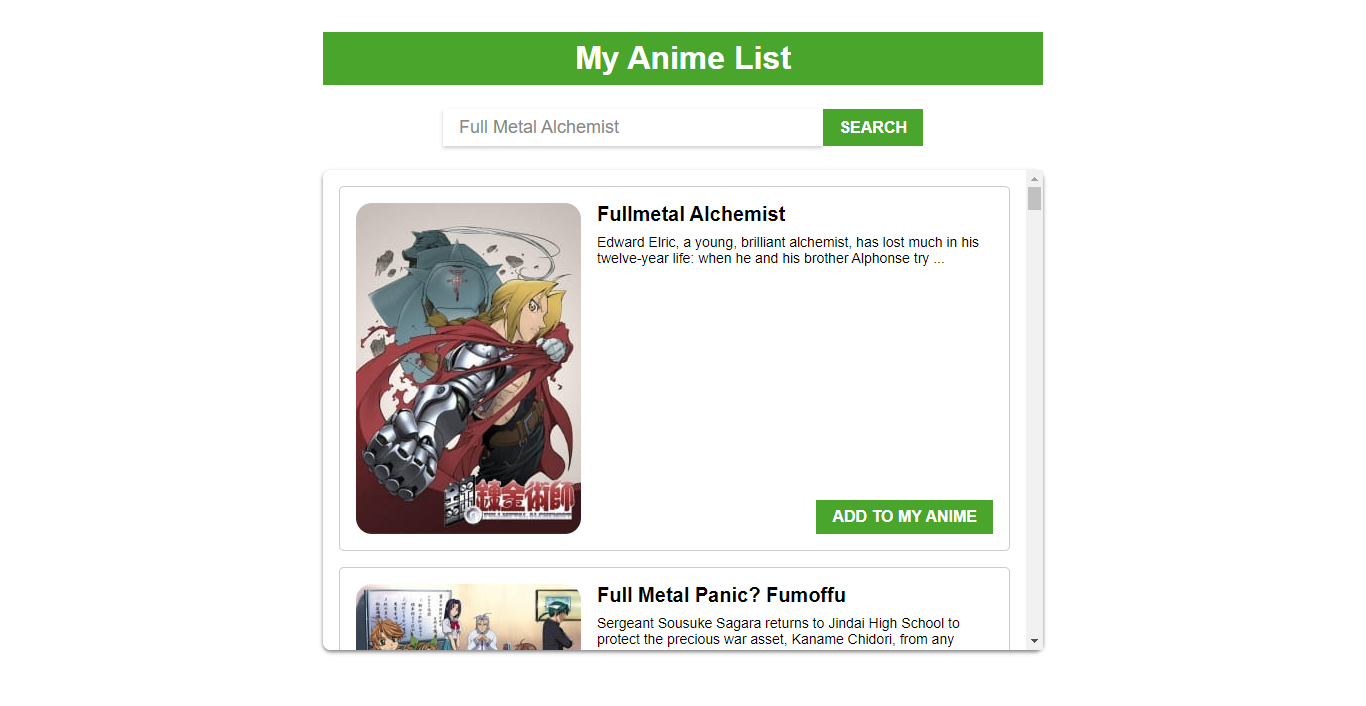 My Anime List
Full Metal Alchemist
SEARCH
Fullmetal Alchemist
Edward Elric, a young, brilliant alchemist, has lost much in his
twelve-year life: when he and his brother Alphonse try ...
鋼の錬金術師
FULLMETAL ALCHEMIST
ADD TO MY ANIME
Full Metal Panic? Fumoffu
Sergeant Sousuke Sagara returns to Jindai High School to
protect the precious war asset, Kaname Chidori, from any